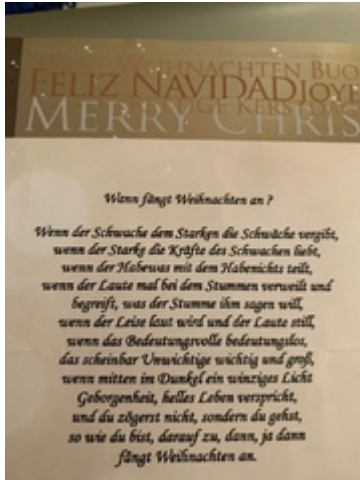 WEIHNACHTEN BUO
FELIZ NAVIDAD JOYE
MERRY CHRIS
Wann fängt Weihnachten an ?
Wenn der Schwache dem Starken die Schwäche vergibt,
wenn der Starke die Kräfte des Schwachen liebt,
wenn der Habewas mit dem Habenichts teilt,
wenn der Laute mal bei dem Stummen verweilt und
begreift, was der Stumme ihm sagen will,
wenn der Leise laut wird und der Laute still,
wenn das Bedeutungsvolle bedeutungslos,
das scheinbar Unwichtige wichtig und groß,
wenn mitten im Dunkel ein winziges Licht
Geborgenheit, helles Leben verspricht,
und du zögerst nicht, sondern du gehst,
so wie du bist, darauf zu, dann, ja dann
fängt Weihnachten an.